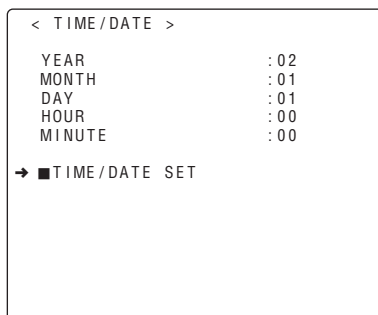 < TIME/DATE >
YEAR :02
MONTH :01
DAY :01
HOUR :00
MINUTE :00
➔ ■TIME/DATE SET